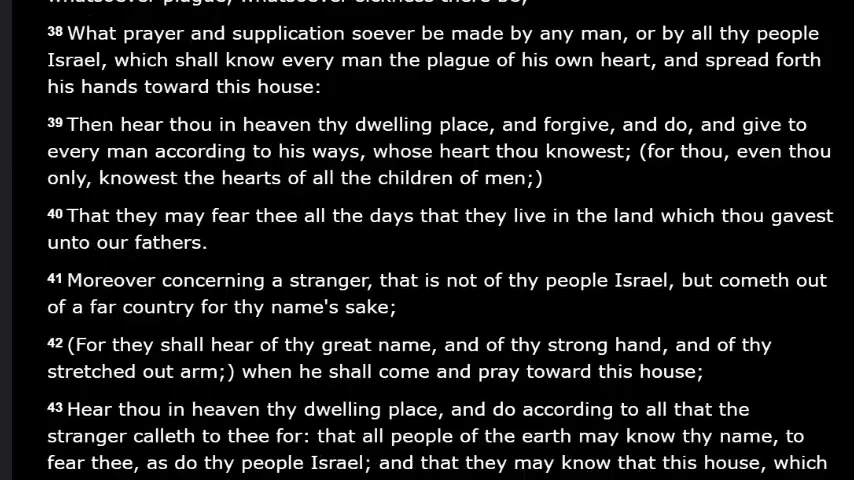 whatsoever plague, whatsoever sickness there be;
38 What prayer and supplication soever be made by any man, or by all thy people
Israel, which shall know every man the plague of his own heart, and spread forth
his hands toward this house:
39 Then hear thou in heaven thy dwelling place, and forgive, and do, and give to
every man according to his ways, whose heart thou knowest; (for thou, even thou
only, knowest the hearts of all the children of men;)
40 That they may fear thee all the days that they live in the land which thou gavest
unto our fathers.
41 Moreover concerning a stranger, that is not of thy people Israel, but cometh out
of a far country for thy name's sake;
42 (For they shall hear of thy great name, and of thy strong hand, and of thy
stretched out arm;) when he shall come and pray toward this house;
43 Hear thou in heaven thy dwelling place, and do according to all that the
stranger calleth to thee for: that all people of the earth may know thy name, to
fear thee, as do thy people Israel; and that they may know that this house, which